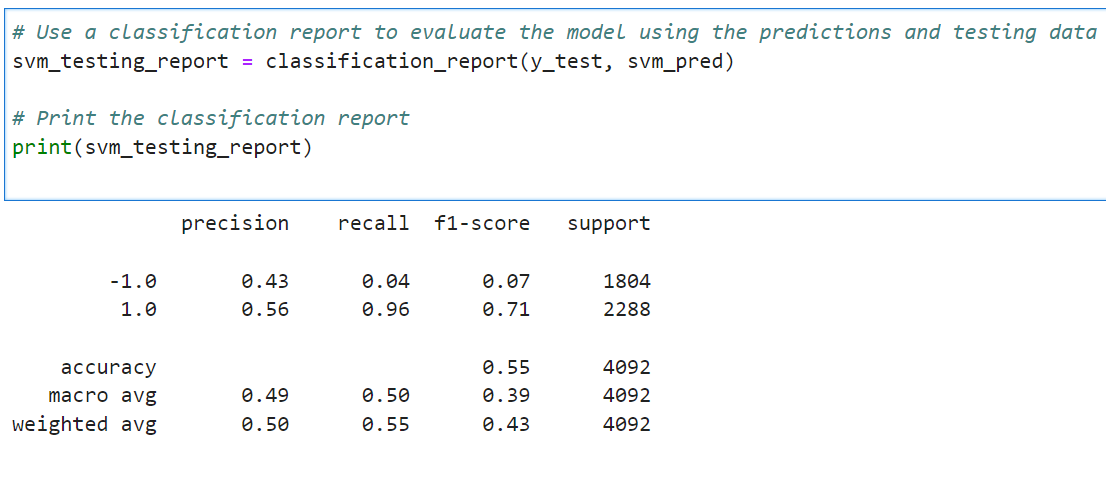 # Use a classification report to evaluate the model using the predictions and testing data
svm_testing_report = classification_report(y_test, svm_pred)
# Print the classification report
print(svm_testing_report)
precision recall f1-score support
-1.0 0.43 0.04 0.07 1804
1.0 0.56 0.96 0.71 2288
accuracy 0.55 4092
macro avg 0.49 0.50 0.39 4092
weighted avg 0.50 0.55 0.43 4092